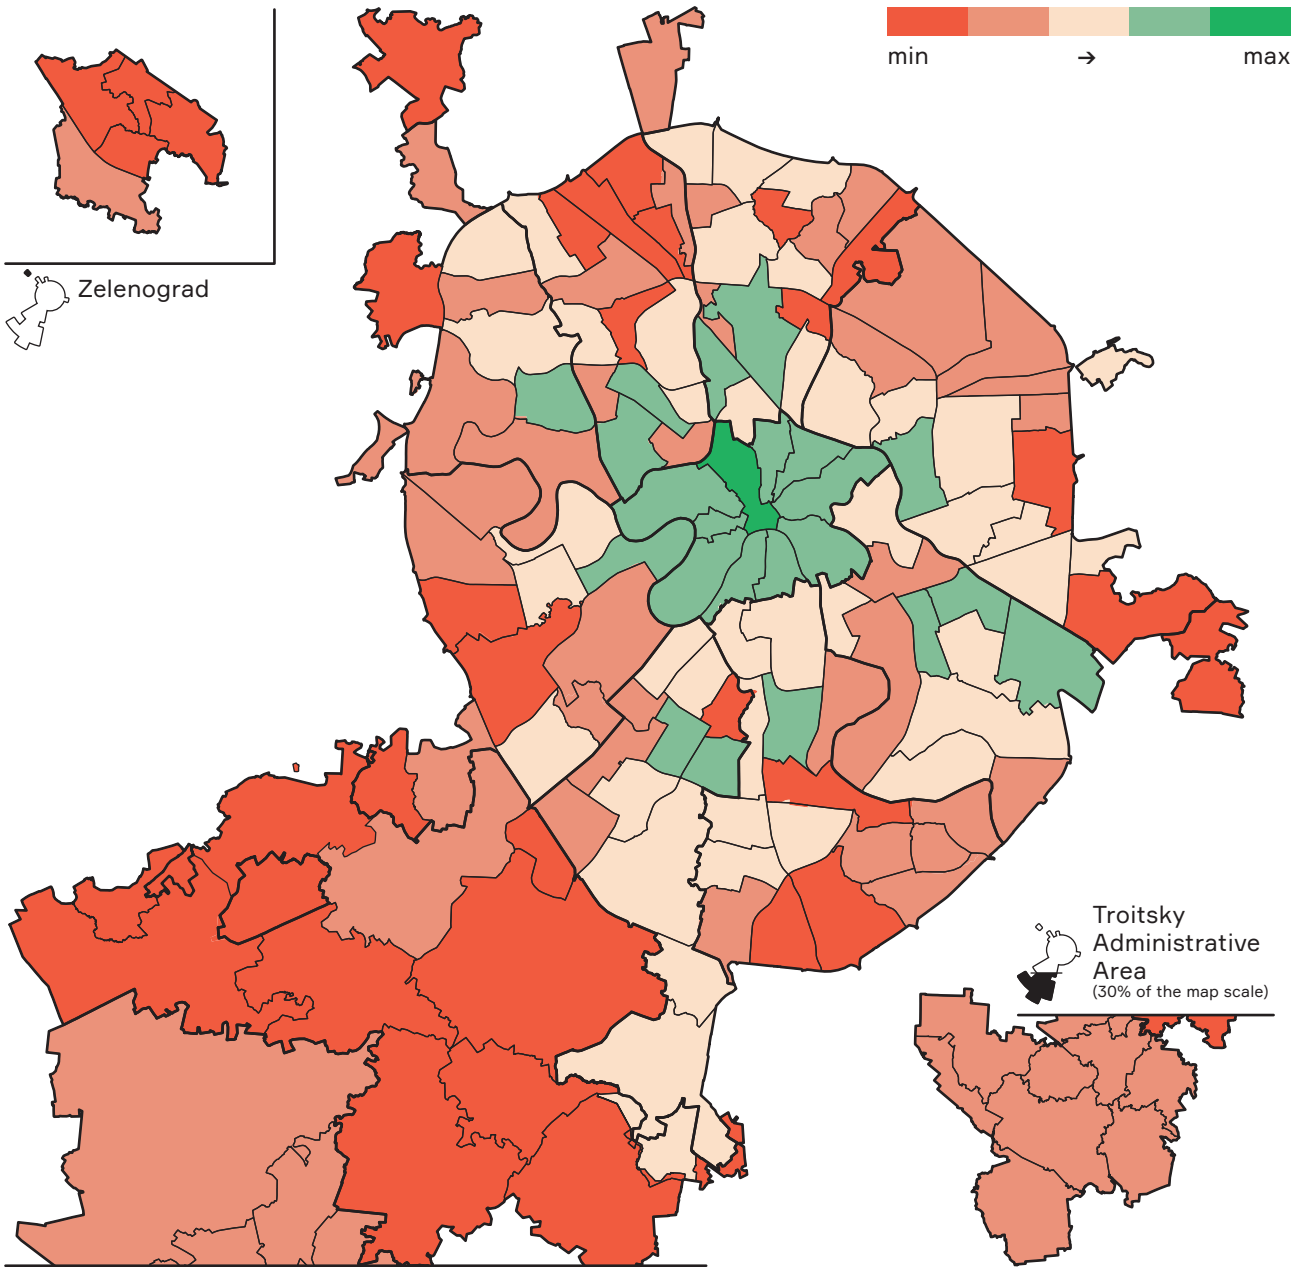 min → max
Zelenograd
Troitsky
Administrative
Area
(30% of the map scale)